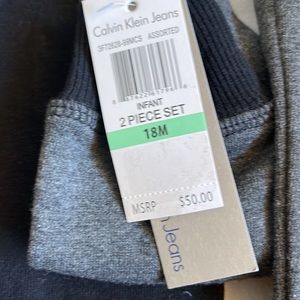 Calvin Klein Jeans
ASSORTED
INFANT
2 PIECE SET
18M
MSRP $50.00
Jeans